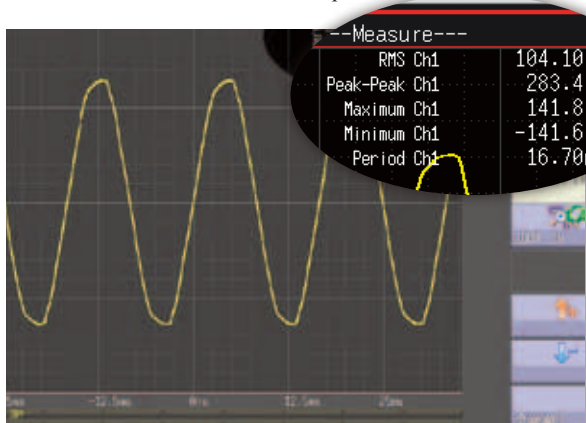 --Measure---
RMS Ch1 104.10
Peak-Peak Ch1 283.4
Maximum Ch1 141.8
Minimum Ch1 -141.6
Period Ch1 16.70
-12.5ms 0s 12.5ms 25ms